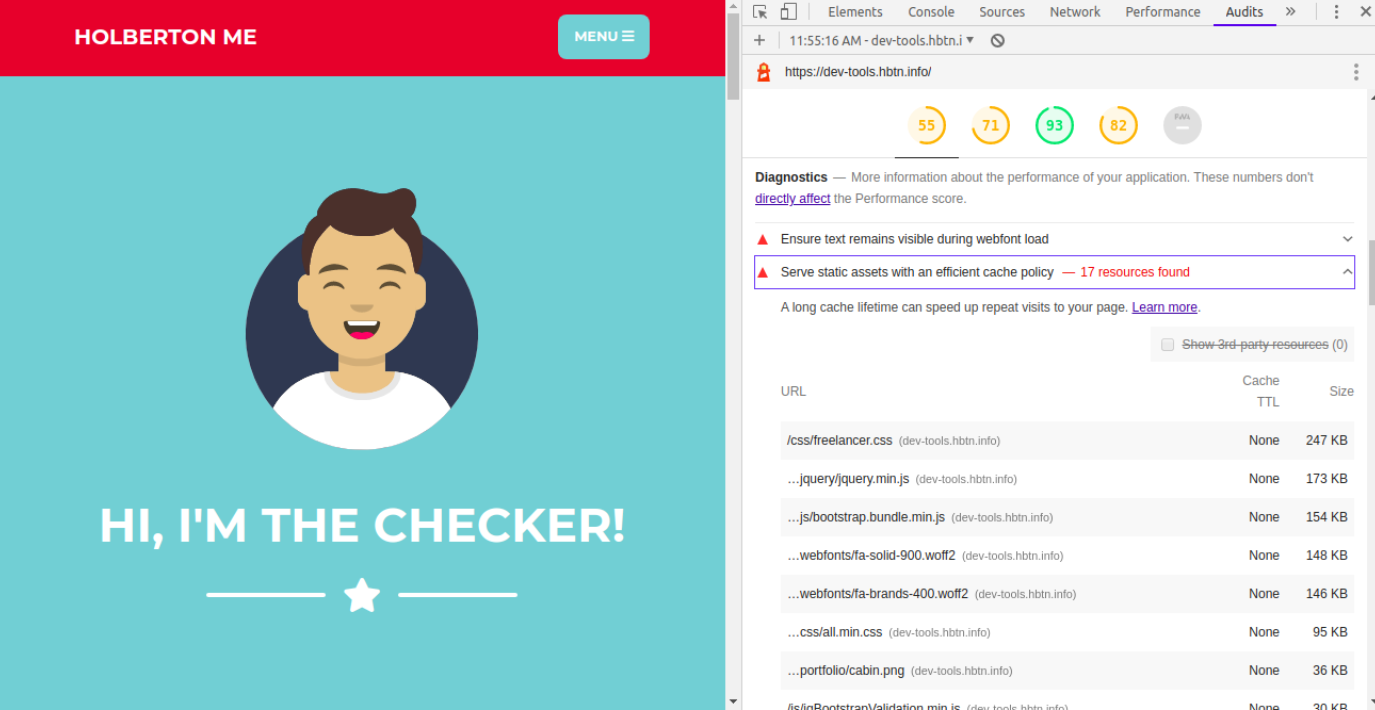 HOLBERTON ME
MENU
HI, I'M THE CHECKER!
Elements Console Sources Network Performance Audits
11:55:16 AM - dev-tools.hbtn.i
https://dev-tools.hbtn.info/
55 71 93 82 PWA
Diagnostics — More information about the performance of your application. These numbers don't
directly affect the Performance score.
Ensure text remains visible during webfont load
Serve static assets with an efficient cache policy — 17 resources found
A long cache lifetime can speed up repeat visits to your page. Learn more.
Show 3rd-party resources (0)
URL Cache TTL Size
/css/freelancer.css (dev-tools.hbtn.info) None 247 KB
…jquery/jquery.min.js (dev-tools.hbtn.info) None 173 KB
…js/bootstrap.bundle.min.js (dev-tools.hbtn.info) None 154 KB
…webfonts/fa-solid-900.woff2 (dev-tools.hbtn.info) None 148 KB
…webfonts/fa-brands-400.woff2 (dev-tools.hbtn.info) None 146 KB
…css/all.min.css (dev-tools.hbtn.info) None 95 KB
…portfolio/cabin.png (dev-tools.hbtn.info) None 36 KB
/js/jqBootstrapValidation.min.js (dev-tools.hbtn.info) None 30 KB